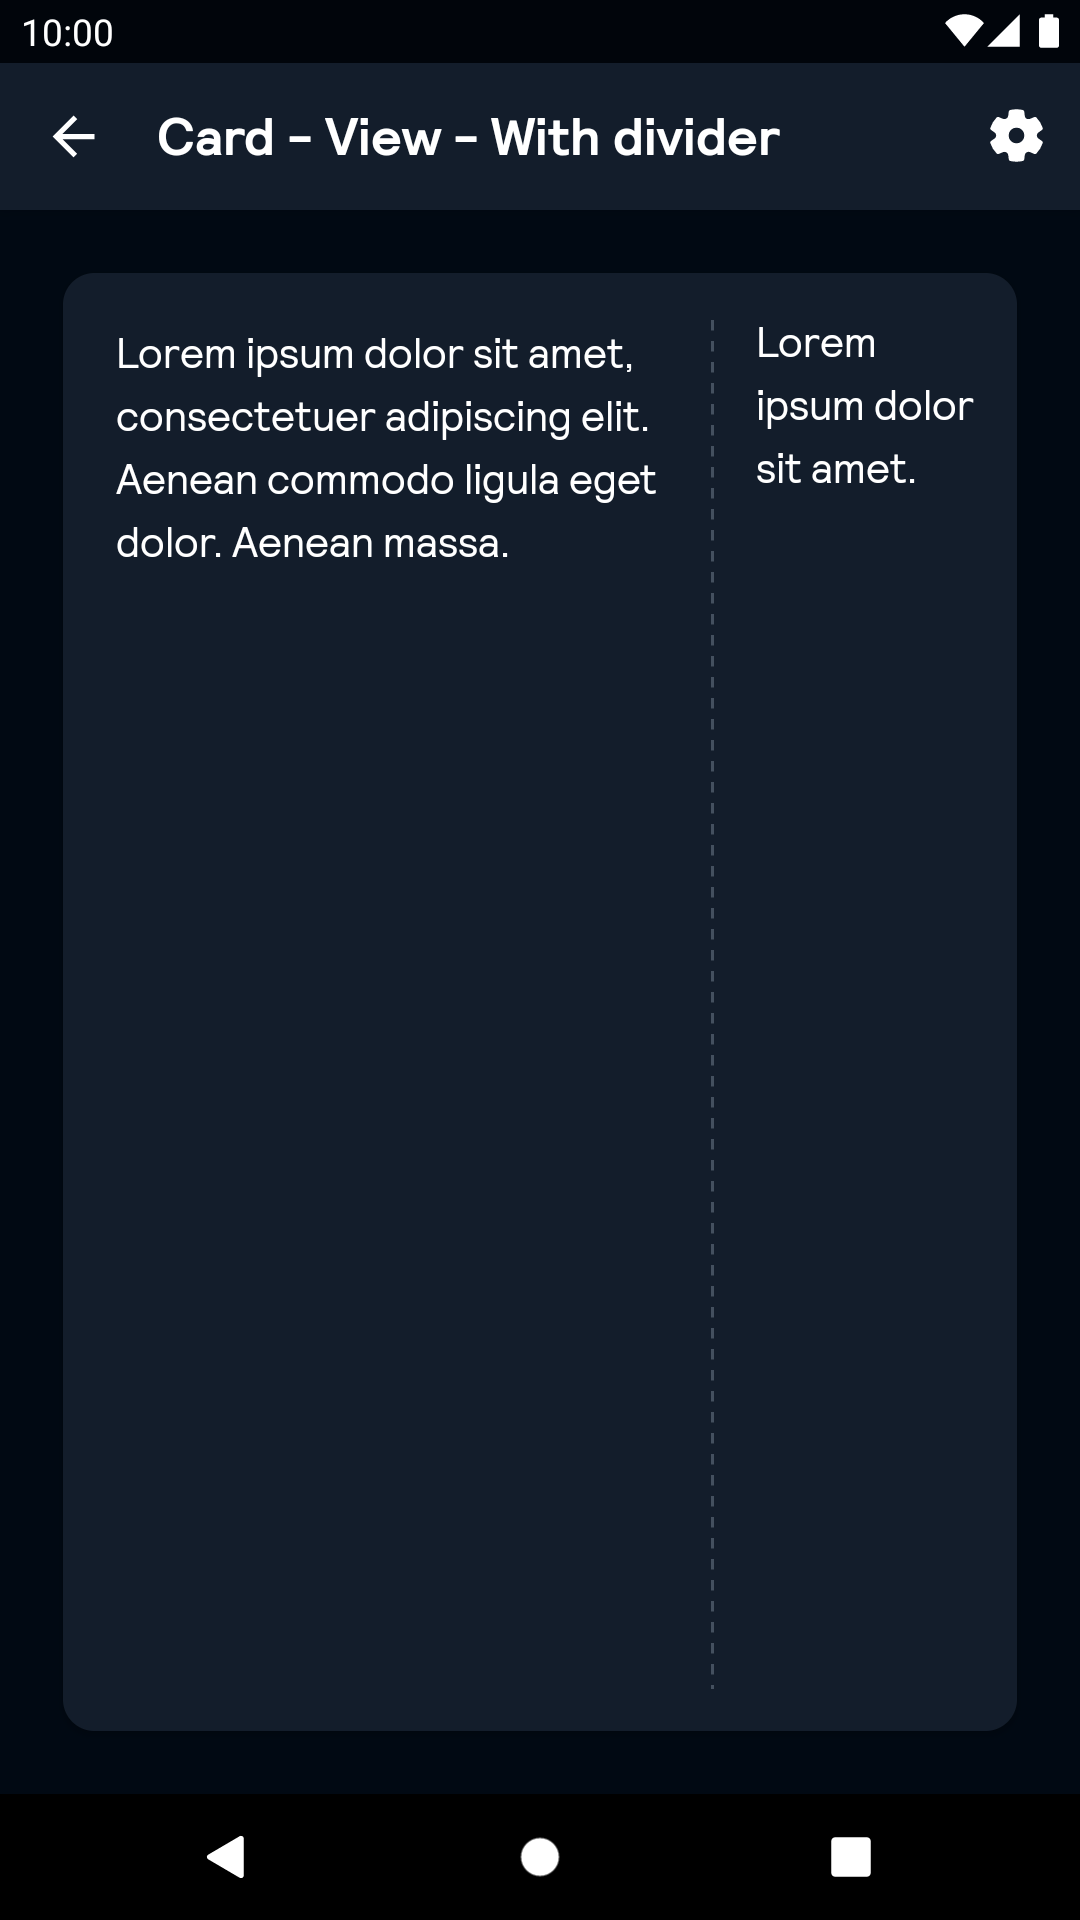 10:00
Card - View - With divider
Lorem ipsum dolor sit amet,
consectetuer adipiscing elit.
Aenean commodo ligula eget
dolor. Aenean massa.
Lorem
ipsum dolor
sit amet.